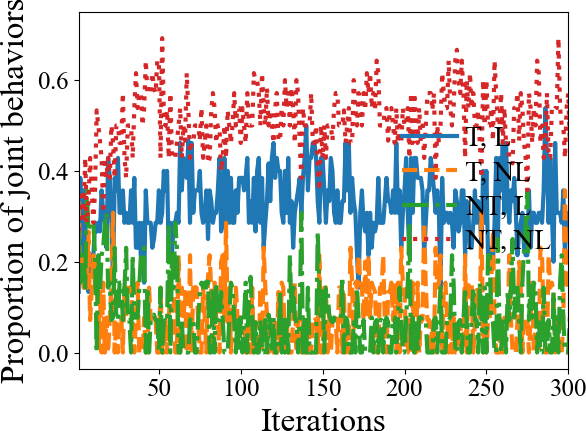 Proportion of joint behaviors
0.6
0.4
0.2
0.0
T, L
T, NL
NT, L
NT, NL
50
100
150
200
250
300
Iterations